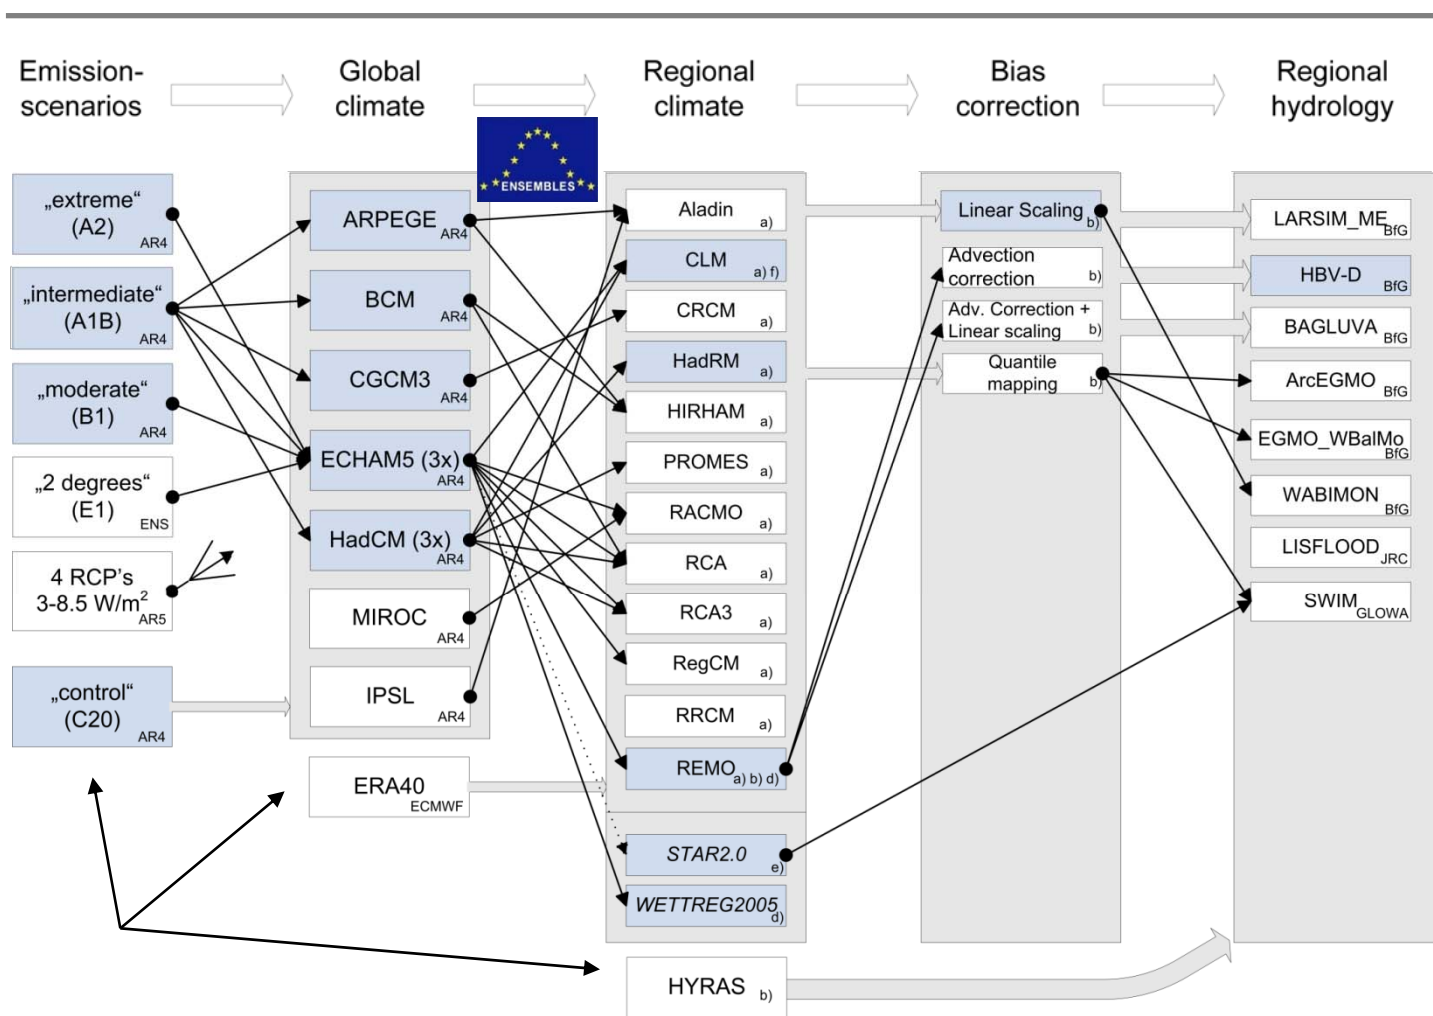 Emission-
scenarios
Global
climate
Regional
climate
Bias
correction
Regional
hydrology
ENSEMBLES
„extreme“
(A2)
AR4
„intermediate“
(A1B)
AR4
„moderate“
(B1)
AR4
„2 degrees“
(E1)
ENS
4 RCP's
3-8.5 W/m²
AR5
„control“
(C20)
AR4
ARPEGE
AR4
BCM
AR4
CGCM3
AR4
ECHAM5 (3x)
AR4
HadCM (3x)
AR4
MIROC
AR4
IPSL
AR4
ERA40
ECMWF
Aladin
a)
CLM
a) f)
CRCM
a)
HadRM
a)
HIRHAM
a)
PROMES
a)
RACMO
a)
RCA
a)
RCA3
a)
RegCM
a)
RRCM
a)
REMO
a) b) d)
STAR2.0
e)
WETTREG2005
d)
HYRAS
b)
Linear Scaling
b)
Advection
correction
b)
Adv. Correction +
Linear scaling
b)
Quantile
mapping
b)
LARSIM_ME
BfG
HBV-D
BfG
BAGLUVA
BfG
ArcEGMO
BfG
EGMO_WBalMo
BfG
WABIMON
BfG
LISFLOOD
JRC
SWIM
GLOWA